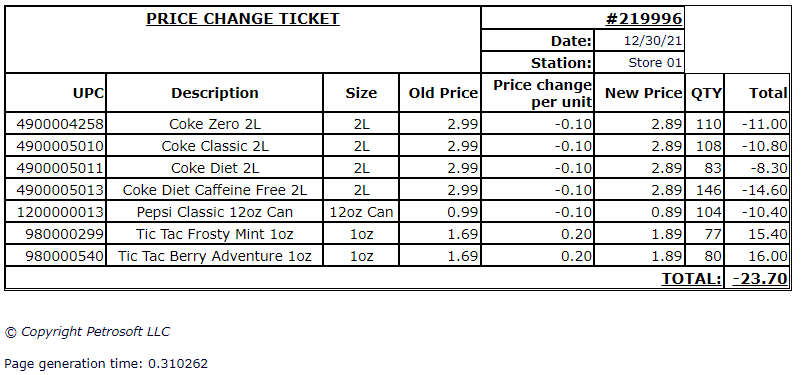 PRICE CHANGE TICKET #219996
Date: 12/30/21
Station: Store 01
UPC Description Size Old Price Price change per unit New Price QTY Total
4900004258 Coke Zero 2L 2L 2.99 -0.10 2.89 110 -11.00
4900005010 Coke Classic 2L 2L 2.99 -0.10 2.89 108 -10.80
4900005011 Coke Diet 2L 2L 2.99 -0.10 2.89 83 -8.30
4900005013 Coke Diet Caffeine Free 2L 2L 2.99 -0.10 2.89 146 -14.60
1200000013 Pepsi Classic 12oz Can 12oz Can 0.99 -0.10 0.89 104 -10.40
980000299 Tic Tac Frosty Mint 1oz 1oz 1.69 0.20 1.89 77 15.40
980000540 Tic Tac Berry Adventure 1oz 1oz 1.69 0.20 1.89 80 16.00
TOTAL: -23.70
© Copyright Petrosoft LLC
Page generation time: 0.310262